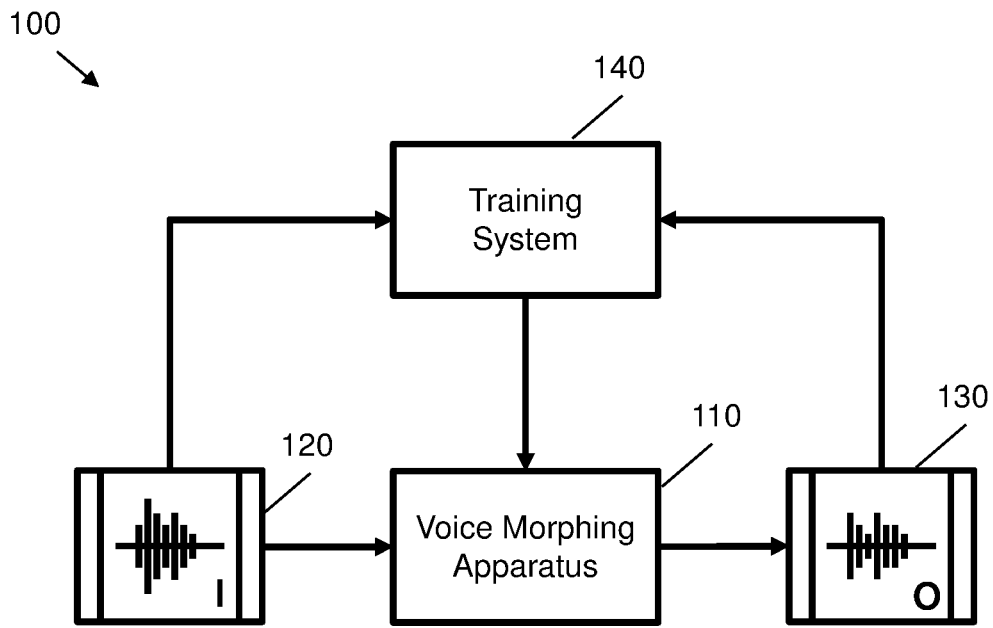 100
140
Training
System
130
110
120
Voice Morphing
Apparatus
I
O